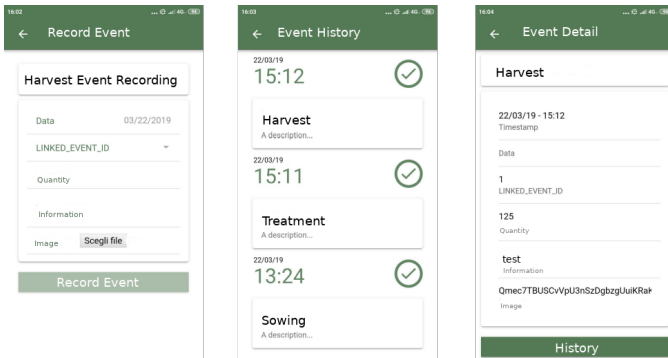 16:02
... 4G 
← Record Event
Harvest Event Recording
Data 03/22/2019
LINKED_EVENT_ID
Quantity
Information
Image Scegli file
Record Event
16:03
... 4G
← Event History
22/03/19
15:12
Harvest
A description...
22/03/19
15:11
Treatment
A description...
22/03/19
13:24
Sowing
A description...
16:04
... 4G
← Event Detail
Harvest
22/03/19 - 15:12
Timestamp
Data
1
LINKED_EVENT_ID
125
Quantity
test
Information
Qmec7TBUSCvVpU3nSzDgbzgUuiKRak
Image
History